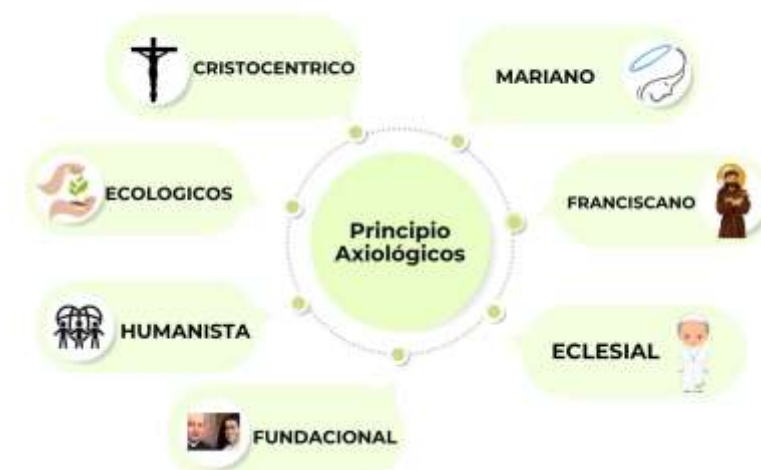 CRISTOCENTRICO
MARIANO
ECOLOGICOS
FRANCISCANO
Principio
Axiológicos
HUMANISTA
ECLESIAL
FUNDACIONAL